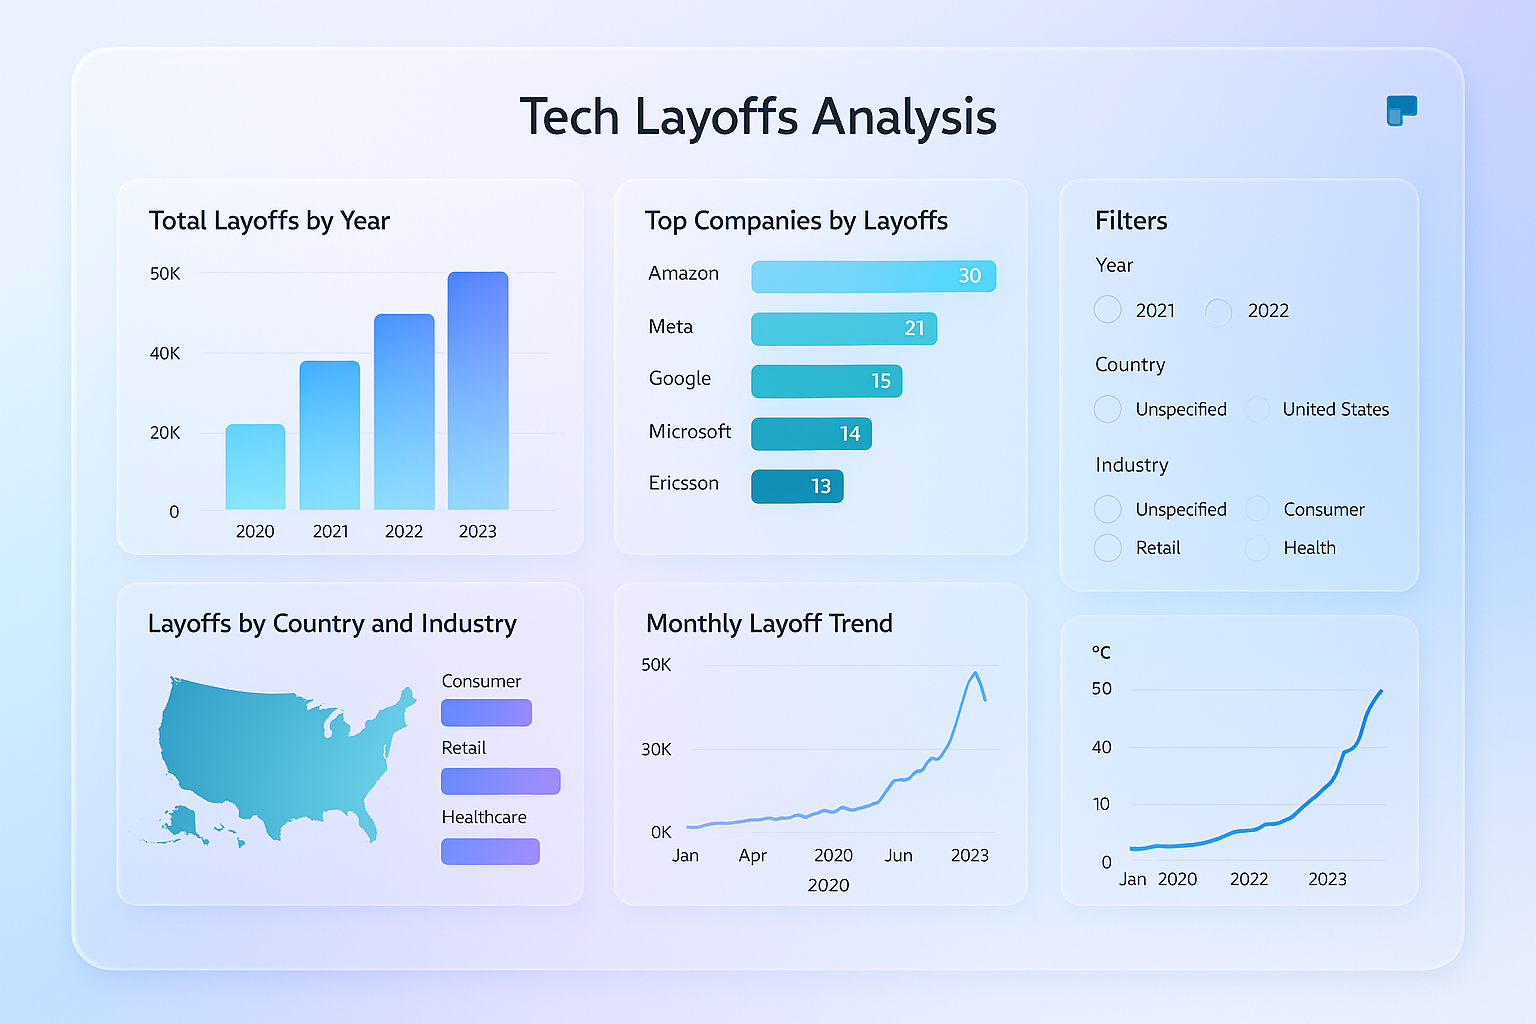 Tech Layoffs Analysis
Total Layoffs by Year
50K
40K
20K
0
2020 2021 2022 2023
Top Companies by Layoffs
Amazon 30
Meta 21
Google 15
Microsoft 14
Ericsson 13
Filters
Year
2021 2022
Country
Unspecified United States
Industry
Unspecified Consumer
Retail Health
Layoffs by Country and Industry
Consumer
Retail
Healthcare
Monthly Layoff Trend
50K
30K
0K
Jan Apr 2020 Jun 2023
2020
°C
50
40
10
0
Jan 2020 2022 2023